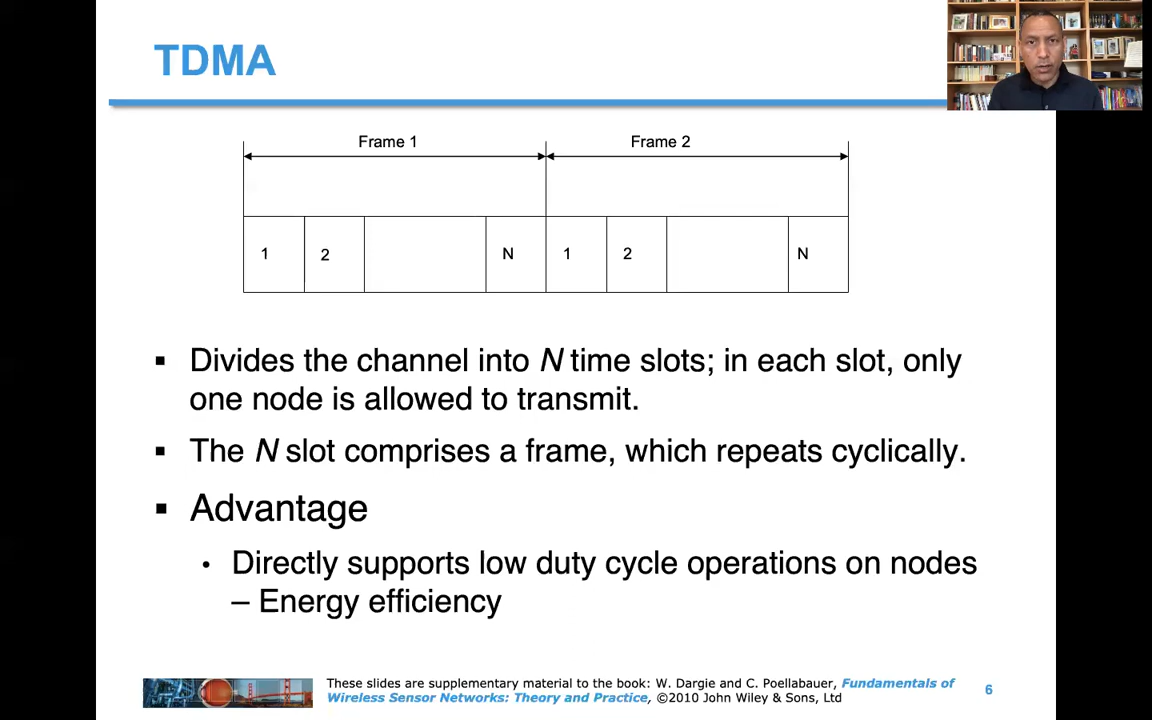 TDMA
Frame 1
Frame 2
1
2
N
1
2
N
▪ Divides the channel into N time slots; in each slot, only
one node is allowed to transmit.
▪ The N slot comprises a frame, which repeats cyclically.
▪ Advantage
• Directly supports low duty cycle operations on nodes
– Energy efficiency
These slides are supplementary material to the book: W. Dargie and C. Poellabauer, Fundamentals of
Wireless Sensor Networks: Theory and Practice, ©2010 John Wiley & Sons, Ltd
6